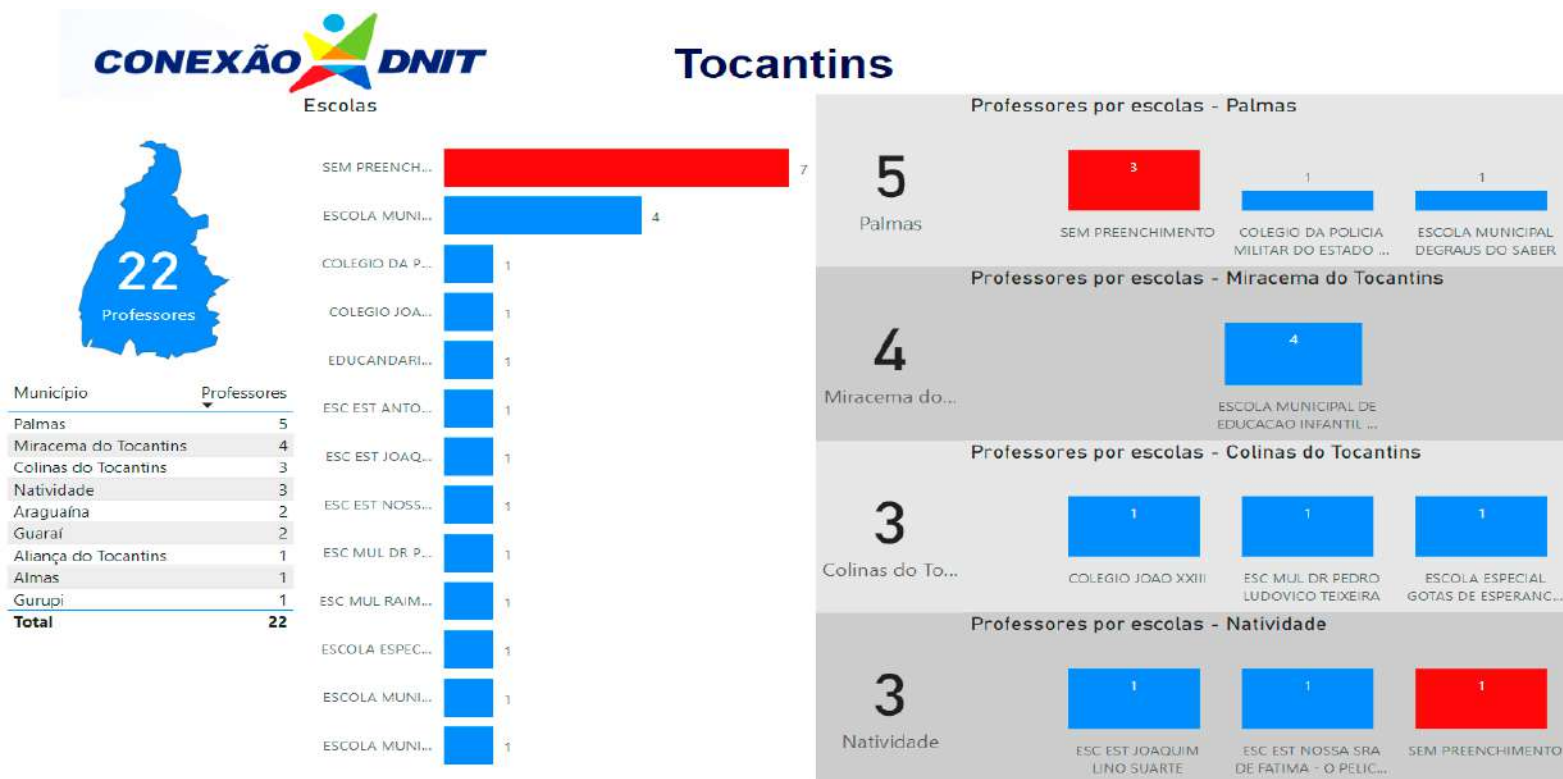 CONEXÃO DNIT
Tocantins
Escolas
22
Professores
Município Professores
Palmas 5
Miracema do Tocantins 4
Colinas do Tocantins 3
Natividade 3
Araguaína 2
Guaraí 2
Aliança do Tocantins 1
Almas 1
Gurupi 1
Total 22
SEM PREENCH... 7
ESCOLA MUNI... 4
COLEGIO DA P... 1
COLEGIO JOA... 1
EDUCANDARI... 1
ESC EST ANTO... 1
ESC EST JOAQ... 1
ESC EST NOSS... 1
ESC MUL DR P... 1
ESC MUL RAIM... 1
ESCOLA ESPEC... 1
ESCOLA MUNI... 1
ESCOLA MUNI... 1
Professores por escolas - Palmas
5
Palmas
3 1 1
SEM PREENCHIMENTO COLEGIO DA POLICIA ESCOLA MUNICIPAL
MILITAR DO ESTADO ... DEGRAUS DO SABER
Professores por escolas - Miracema do Tocantins
4
Miracema do...
4
ESCOLA MUNICIPAL DE
EDUCACAO INFANTIL ...
Professores por escolas - Colinas do Tocantins
3
Colinas do To...
1 1 1
COLEGIO JOAO XXIII ESC MUL DR PEDRO ESCOLA ESPECIAL
LUDOVICO TEIXEIRA GOTAS DE ESPERANC...
Professores por escolas - Natividade
3
Natividade
1 1 1
ESC EST JOAQUIM ESC EST NOSSA SRA SEM PREENCHIMENTO
LINO SUARTE DE FATIMA - O PELIC...